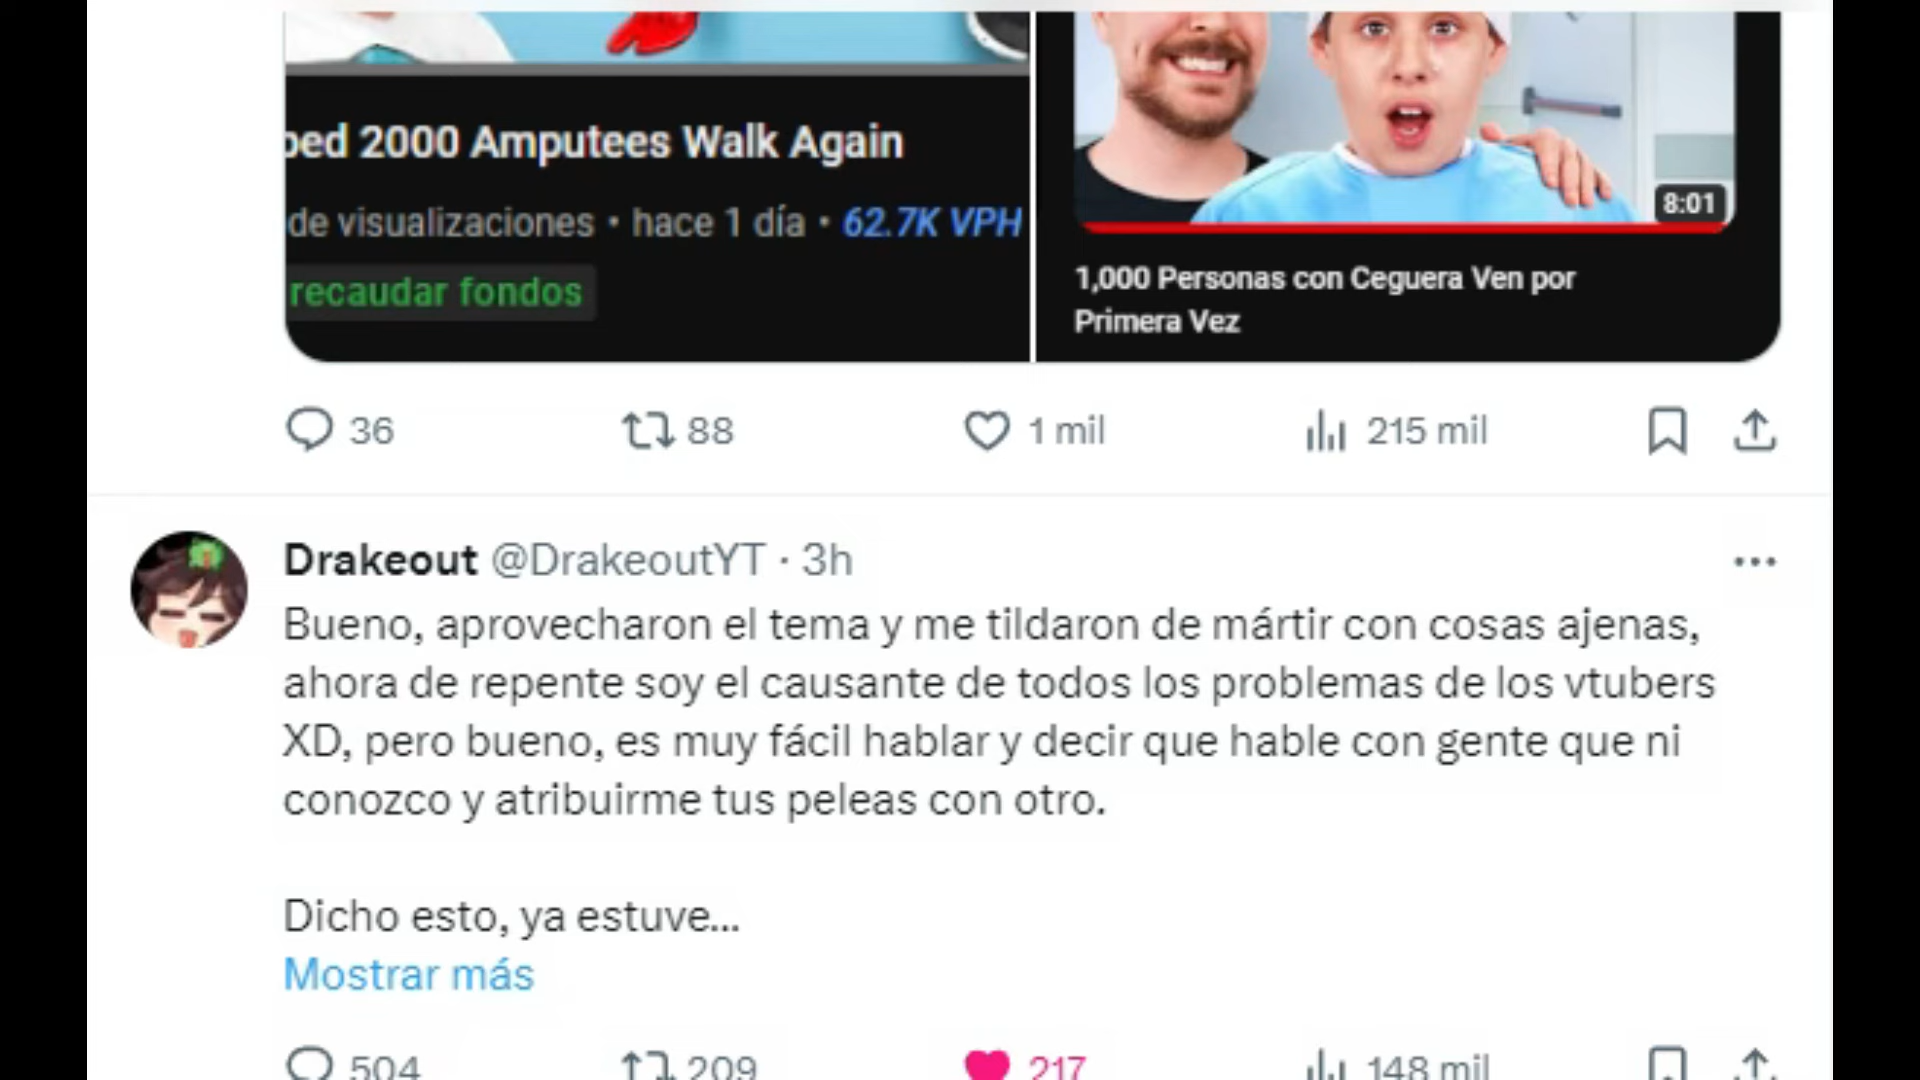 2000 Amputees Walk Again
de visualizaciones • hace 1 día • 62.7K VPH
recaudar fondos
8:01
1,000 Personas con Ceguera Ven por
Primera Vez
36 88 1 mil 215 mil
Drakeout @DrakeoutYT · 3h
Bueno, aprovecharon el tema y me tildaron de mártir con cosas ajenas,
ahora de repente soy el causante de todos los problemas de los vtubers
XD, pero bueno, es muy fácil hablar y decir que hable con gente que ni
conozco y atribuirme tus peleas con otro.
Dicho esto, ya estuve...
Mostrar más
504 209 217 148 mil